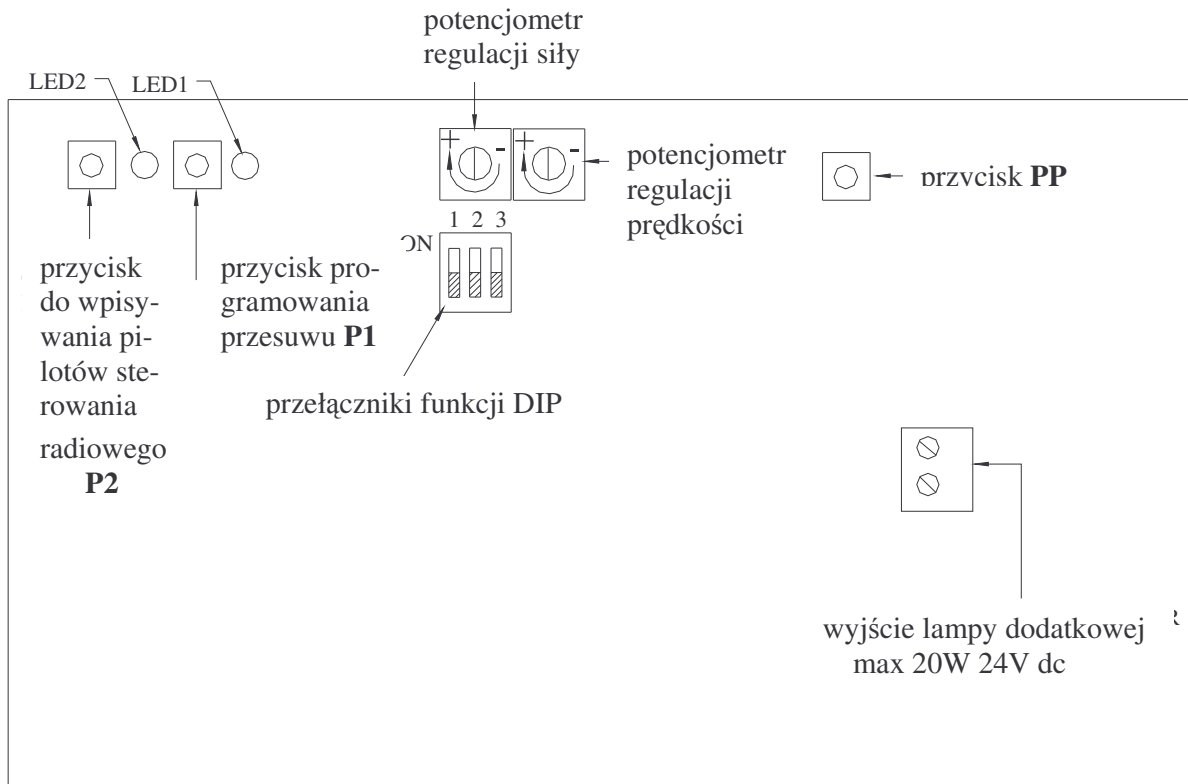 potencjometr
regulacji siły
LED2
LED1
+ - + -
potencjometr
regulacji
prędkości
przycisk PP
1 2 3
przycisk
do wpisy-
wania pi-
lotów ste-
rowania
radiowego
P2
przycisk pro-
gramowania
przesuwu P1
przełączniki funkcji DIP
wyjście lampy dodatkowej
max 20W 24V dc